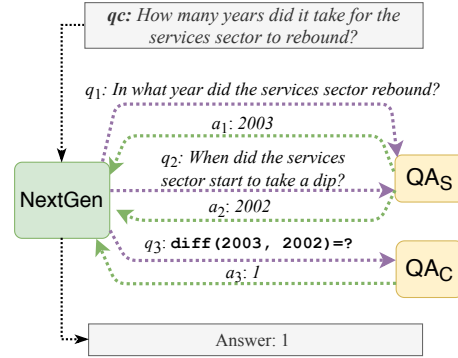 qc: How many years did it take for the
services sector to rebound?
q1: In what year did the services sector rebound?
a1: 2003
q2: When did the services
sector start to take a dip?
a2: 2002
NextGen
QAS
q3: diff(2003, 2002)=?
a3: 1
QAC
Answer: 1